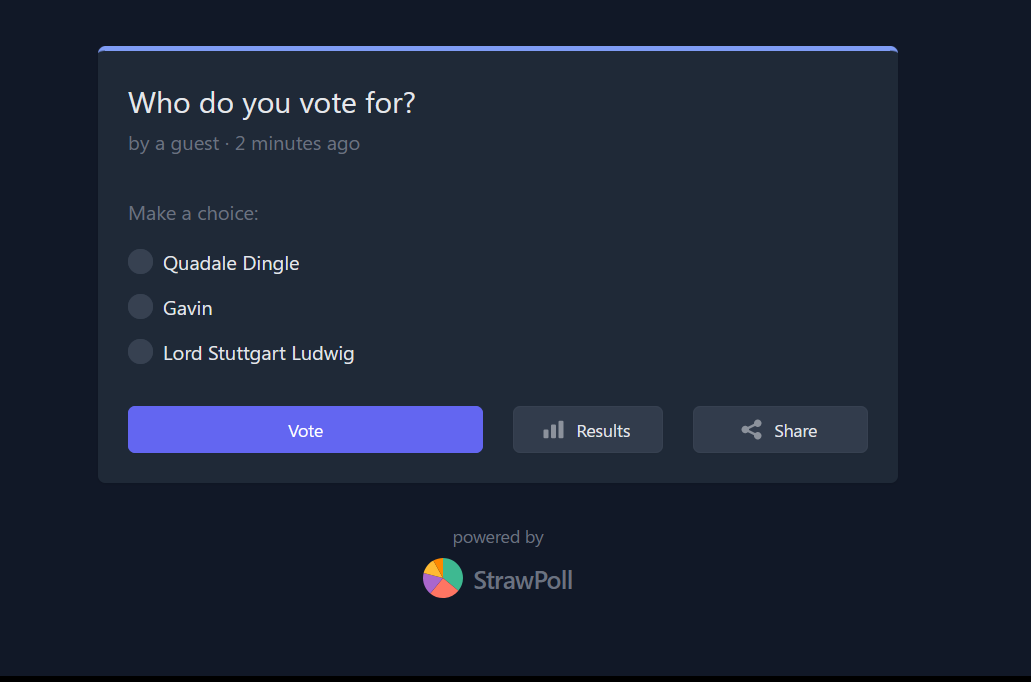 Who do you vote for?
by a guest · 2 minutes ago
Make a choice:
Quadale Dingle
Gavin
Lord Stuttgart Ludwig
Vote
Results
Share
powered by
StrawPoll